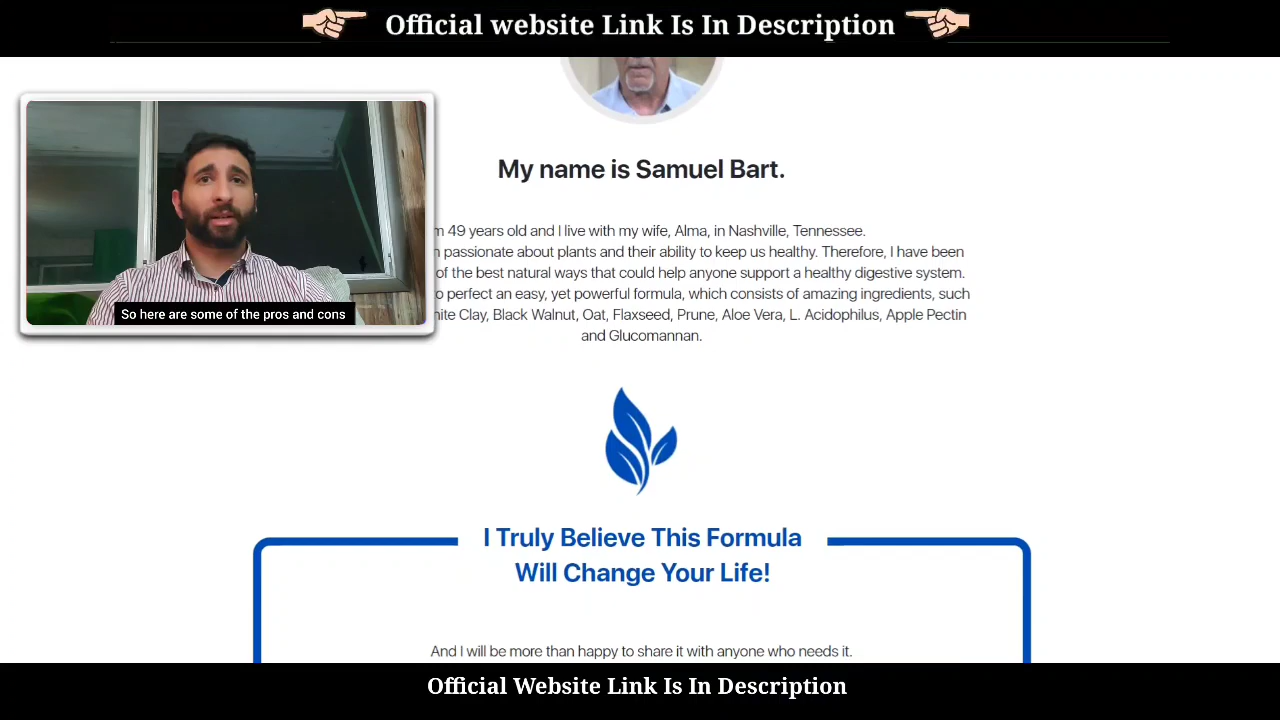 Official website Link Is In Description
My name is Samuel Bart.
49 years old and I live with my wife, Alma, in Nashville, Tennessee.
passionate about plants and their ability to keep us healthy. Therefore, I have been
of the best natural ways that could help anyone support a healthy digestive system.
to perfect an easy, yet powerful formula, which consists of amazing ingredients, such
Clay, Black Walnut, Oat, Flaxseed, Prune, Aloe Vera, L. Acidophilus, Apple Pectin
and Glucomannan.
So here are some of the pros and cons
I Truly Believe This Formula
Will Change Your Life!
And I will be more than happy to share it with anyone who needs it.
Official Website Link Is In Description